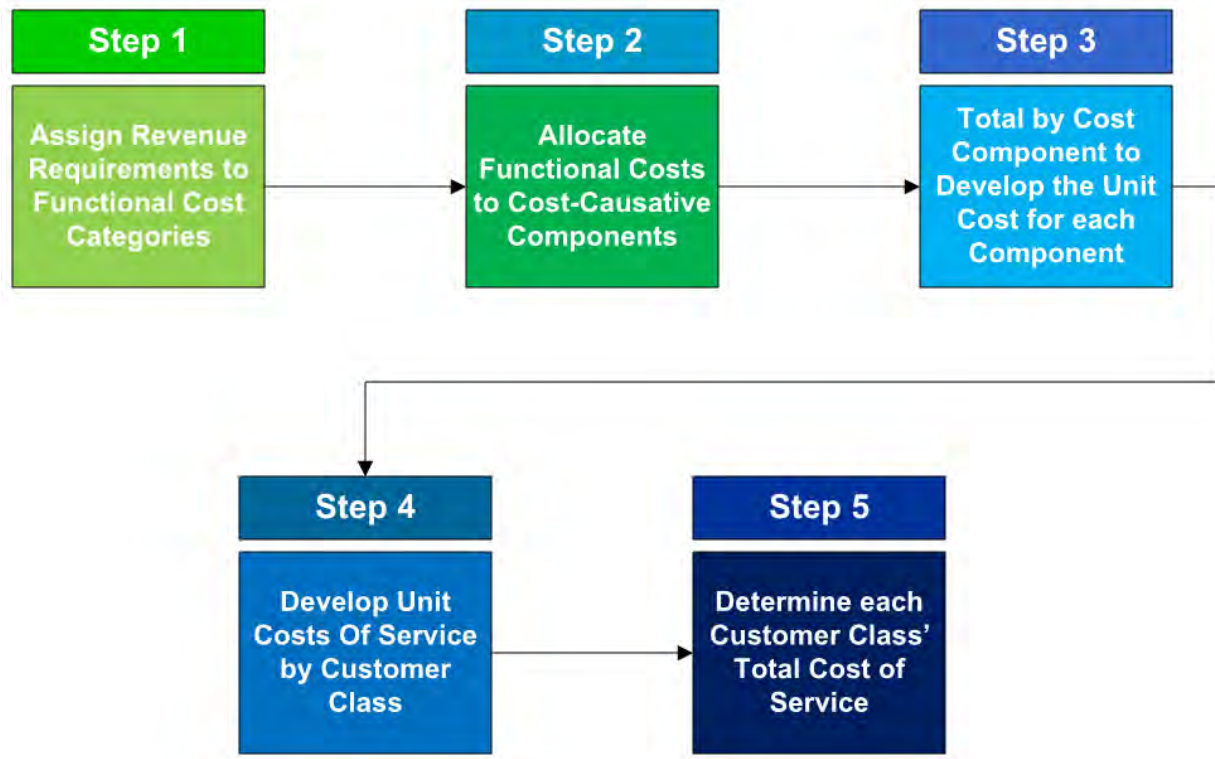 Step 1
Assign Revenue
Requirements to
Functional Cost
Categories
Step 2
Allocate
Functional Costs
to Cost-Causative
Components
Step 3
Total by Cost
Component to
Develop the Unit
Cost for each
Component
Step 4
Develop Unit
Costs Of Service
by Customer
Class
Step 5
Determine each
Customer Class’
Total Cost of
Service